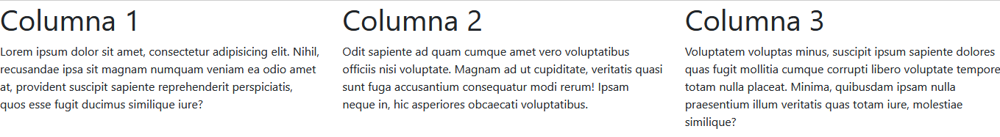 Columna 1
Lorem ipsum dolor sit amet, consectetur adipisicing elit. Nihil,
recusandae ipsa sit magnam numquam veniam ea odio amet
at, provident suscipit sapiente reprehenderit perspiciatis,
quos esse fugit ducimus similique iure?
Columna 2
Odit sapiente ad quam cumque amet vero voluptatibus
officiis nisi voluptate. Magnam ad ut cupiditate, veritatis quasi
sunt fuga accusantium consequatur modi rerum! Ipsam
neque in, hic asperiores obcaecati voluptatibus.
Columna 3
Voluptatem voluptas minus, suscipit ipsum sapiente dolores
quas fugit mollitia cumque corrupti libero voluptate tempore
totam nulla placeat. Minima, quibusdam ipsam nulla
praesentium illum veritatis quas totam iure, molestiae
similique?